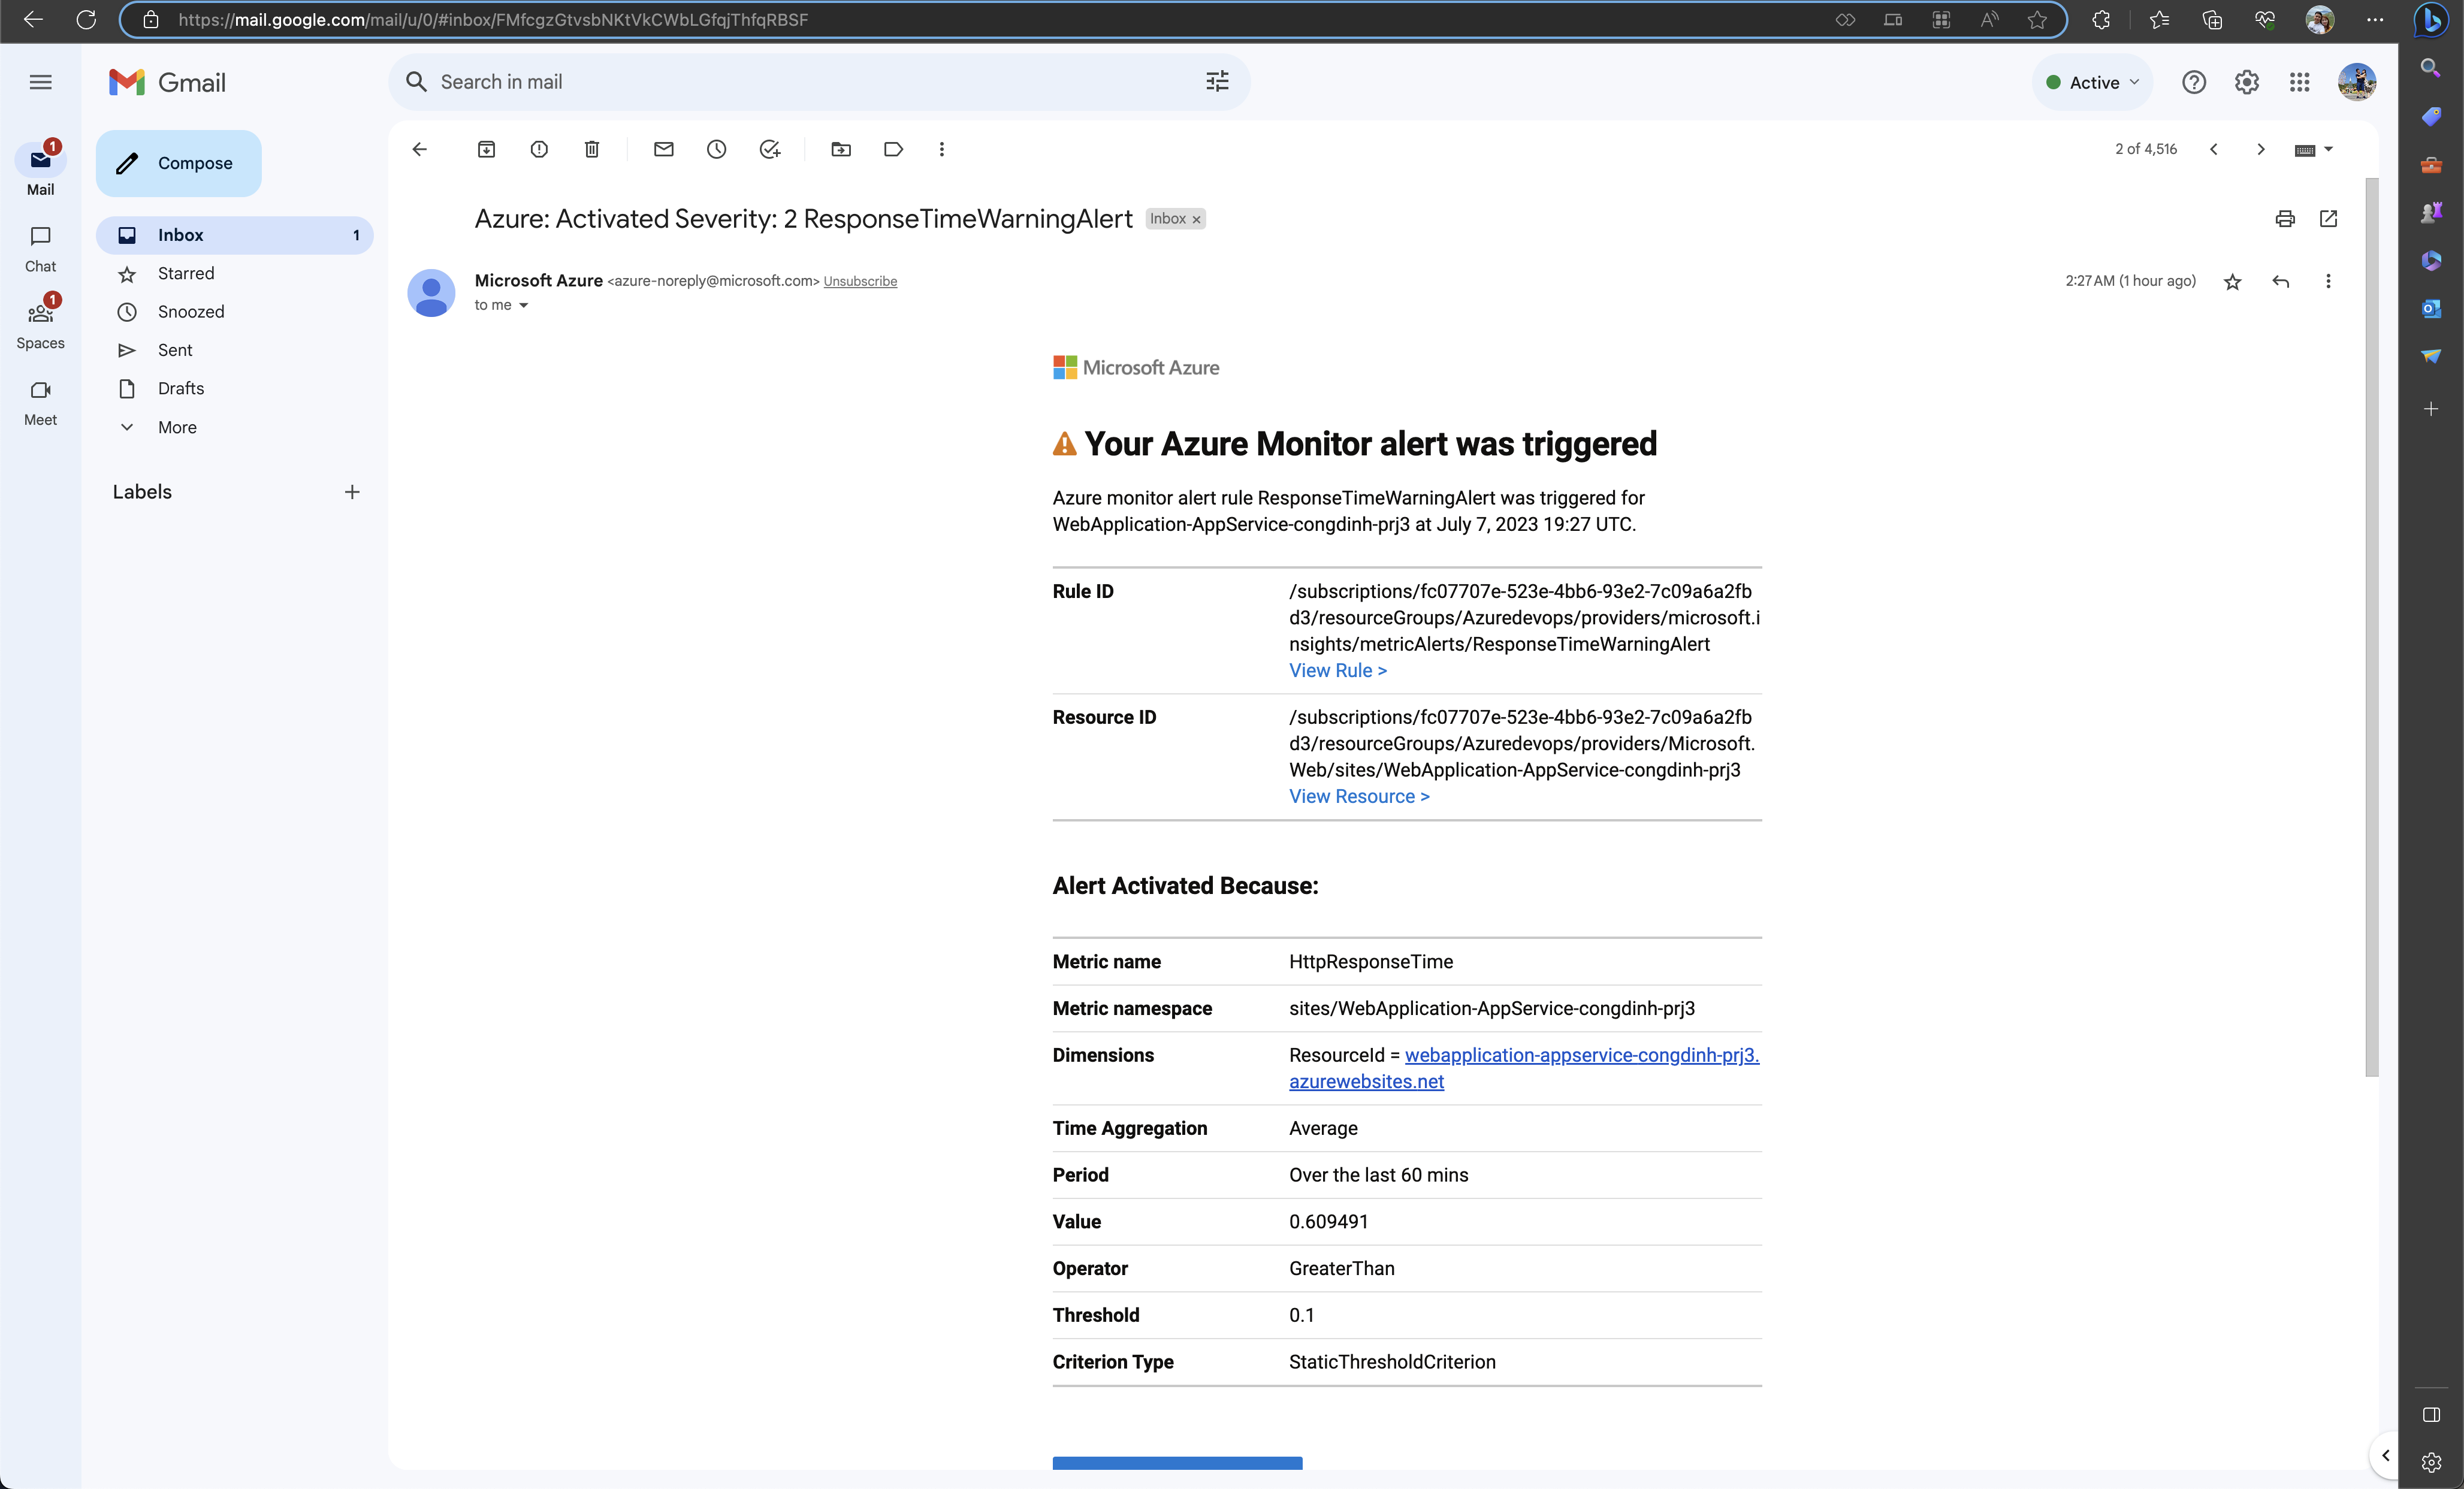 https://mail.google.com/mail/u/0/#inbox/FMfcgzGtvsbNKtVkCWbLGfqjThfqRBSF
Gmail
Search in mail
Active
1
Mail
Chat
1
Spaces
Meet
Compose
Inbox 1
Starred
Snoozed
Sent
Drafts
More
Labels
2 of 4,516
Azure: Activated Severity: 2 ResponseTimeWarningAlert Inbox ×
Microsoft Azure <azure-noreply@microsoft.com> Unsubscribe
2:27 AM (1 hour ago)
to me
Microsoft Azure
Your Azure Monitor alert was triggered
Azure monitor alert rule ResponseTimeWarningAlert was triggered for
WebApplication-AppService-congdinh-prj3 at July 7, 2023 19:27 UTC.
Rule ID /subscriptions/fc07707e-523e-4bb6-93e2-7c09a6a2fb
d3/resourceGroups/Azuredevops/providers/microsoft.i
nsights/metricAlerts/ResponseTimeWarningAlert
View Rule >
Resource ID /subscriptions/fc07707e-523e-4bb6-93e2-7c09a6a2fb
d3/resourceGroups/Azuredevops/providers/Microsoft.
Web/sites/WebApplication-AppService-congdinh-prj3
View Resource >
Alert Activated Because:
Metric name HttpResponseTime
Metric namespace sites/WebApplication-AppService-congdinh-prj3
Dimensions ResourceId = webapplication-appservice-congdinh-prj3.
azurewebsites.net
Time Aggregation Average
Period Over the last 60 mins
Value 0.609491
Operator GreaterThan
Threshold 0.1
Criterion Type StaticThresholdCriterion